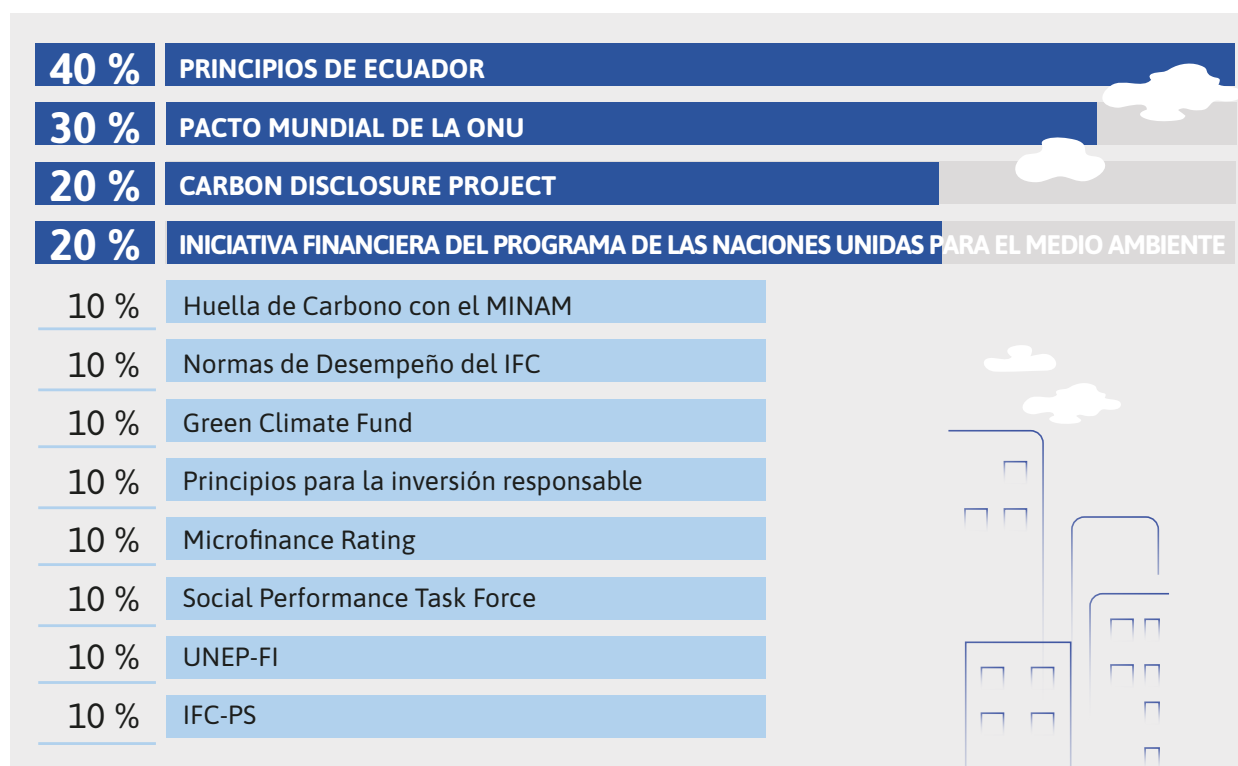 40 % PRINCIPIOS DE ECUADOR
30 % PACTO MUNDIAL DE LA ONU
20 % CARBON DISCLOSURE PROJECT
20 % INICIATIVA FINANCIERA DEL PROGRAMA DE LAS NACIONES UNIDAS PARA EL MEDIO AMBIENTE
10 % Huella de Carbono con el MINAM
10 % Normas de Desempeño del IFC
10 % Green Climate Fund
10 % Principios para la inversión responsable
10 % Microfinance Rating
10 % Social Performance Task Force
10 % UNEP-FI
10 % IFC-PS